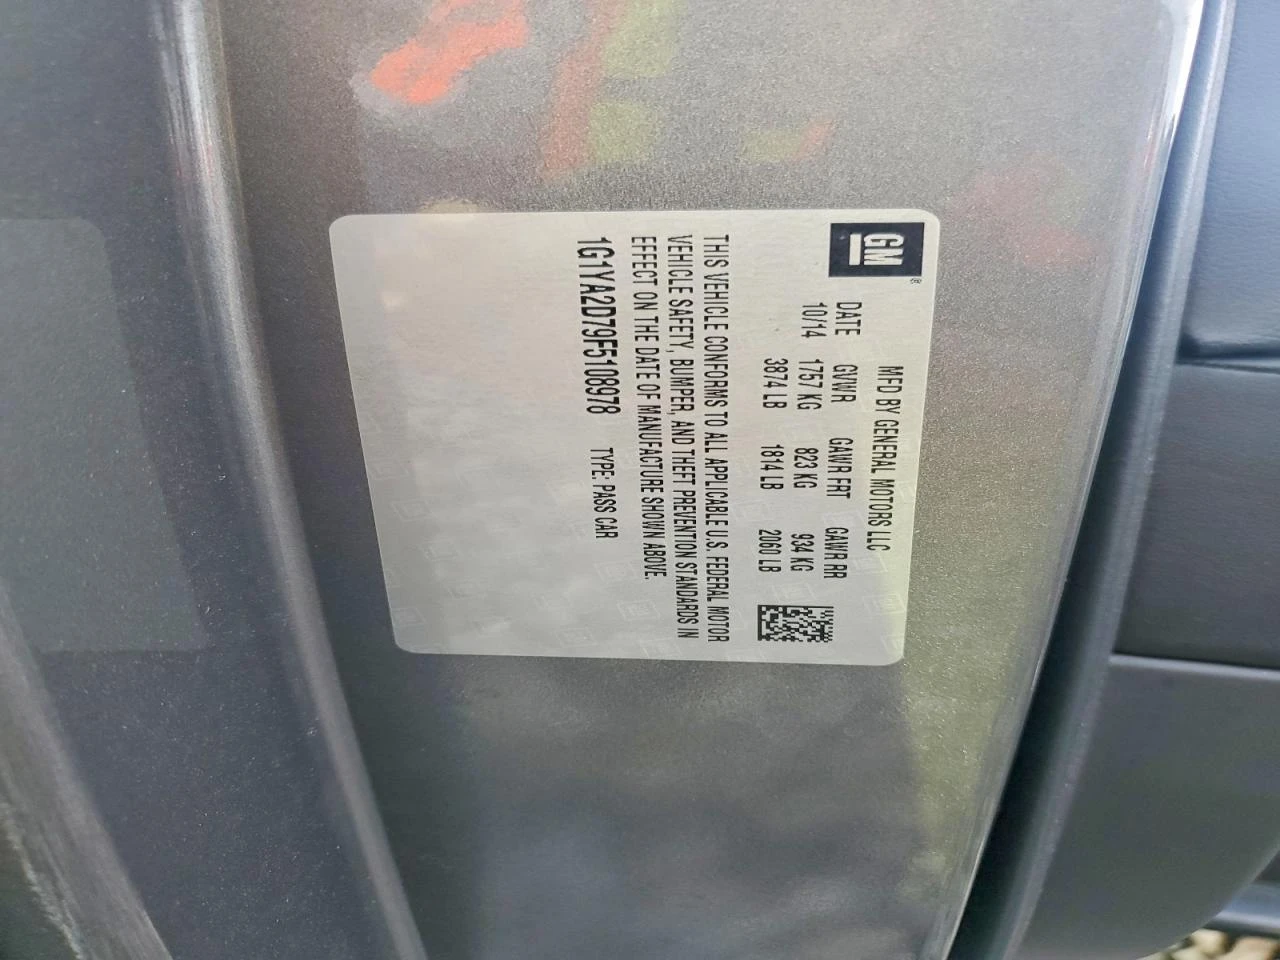 GM®
MFD BY GENERAL MOTORS LLC
DATE GVWR GAWR FRT GAWR RR
10/14 1757 KG 823 KG 934 KG
3874 LB 1814 LB 2060 LB
THIS VEHICLE CONFORMS TO ALL APPLICABLE U.S. FEDERAL MOTOR
VEHICLE SAFETY, BUMPER, AND THEFT PREVENTION STANDARDS IN
EFFECT ON THE DATE OF MANUFACTURE SHOWN ABOVE.
1G1YA2D79F5108978 TYPE: PASS CAR